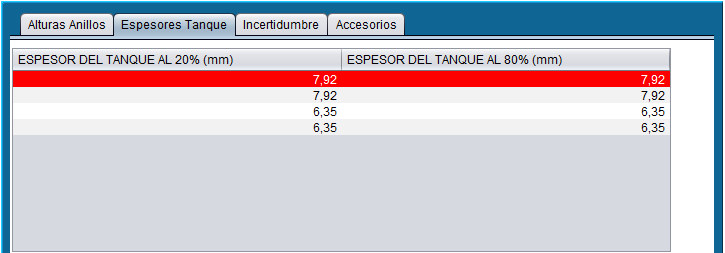 Alturas Anillos Espesores Tanque Incertidumbre Accesorios
ESPESOR DEL TANQUE AL 20% (mm) ESPESOR DEL TANQUE AL 80% (mm)
7,92 7,92
7,92 7,92
6,35 6,35
6,35 6,35